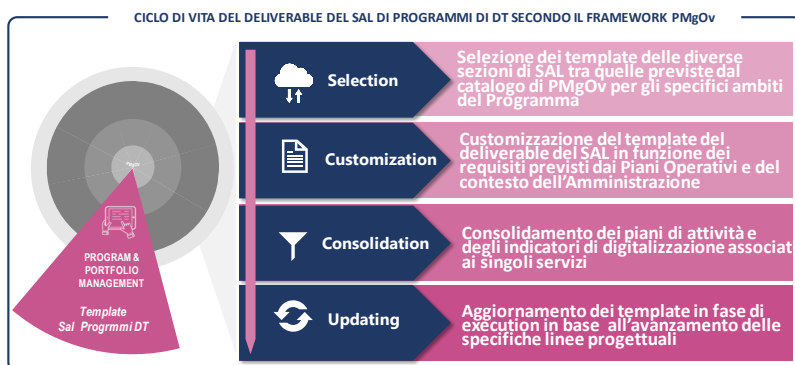 CICLO DI VITA DEL DELIVERABLE DEL SAL DI PROGRAMMI DI DT SECONDO IL FRAMEWORK PMgOv
Selection
Selezione dei template delle diverse
sezioni di SAL tra quelle previste dal
catalogo di PMgOv per gli specifici ambiti
del Programma
Customization
Customizzazione del template del
deliverable del SAL in funzione dei
requisiti previsti dai Piani Operativi e del
contesto dell'Amministrazione
Consolidation
Consolidamento dei piani di attività e
degli indicatori di digitalizzazione associat
ai singoli servizi
Updating
Aggiornamento dei template in fase di
execution in base all'avanzamento delle
specifiche linee progettuali
PROGRAM &
PORTFOLIO
MANAGEMENT
Template
Sal Progrmmi DT